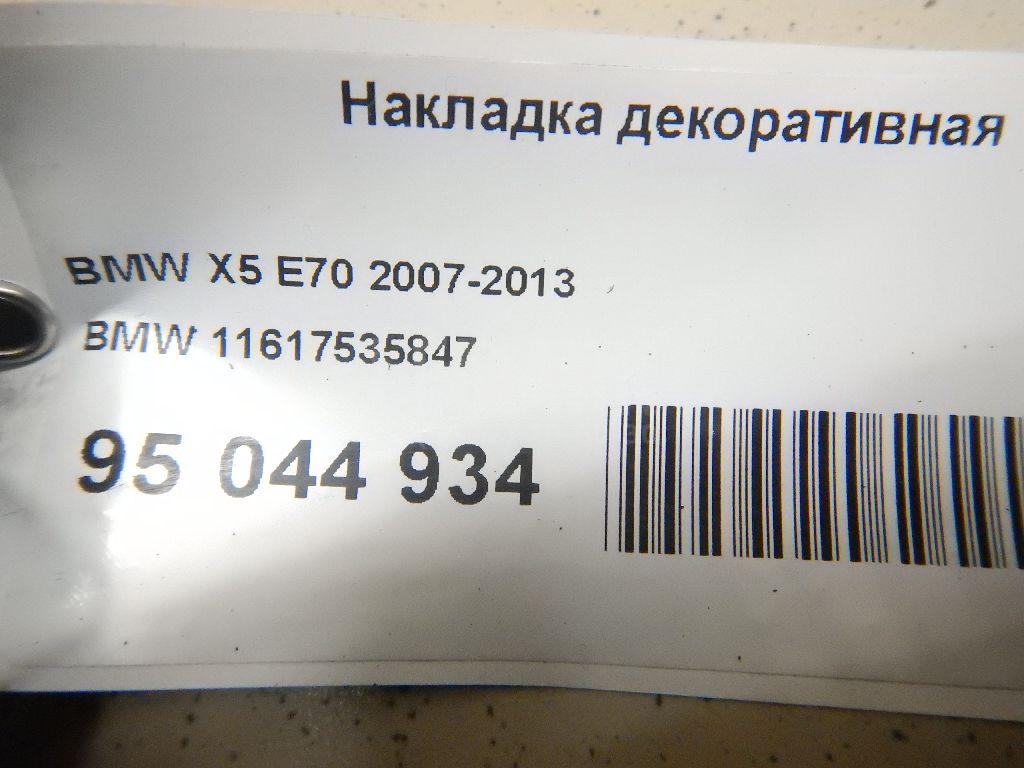 Накладка декоративная
BMW X5 E70 2007-2013
BMW 11617535847
95 044 934